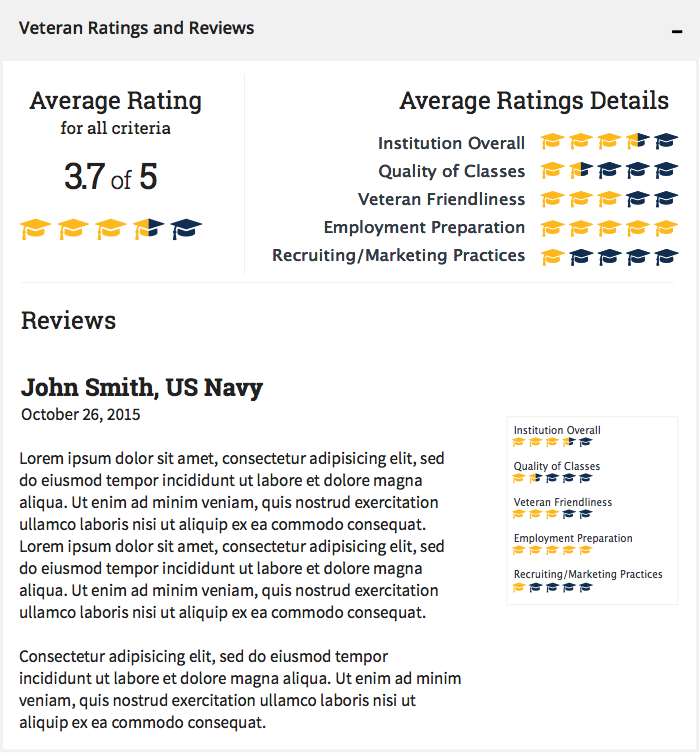 Veteran Ratings and Reviews
Average Rating
for all criteria
3.7 of 5
Average Ratings Details
Institution Overall
Quality of Classes
Veteran Friendliness
Employment Preparation
Recruiting/Marketing Practices
Reviews
John Smith, US Navy
October 26, 2015
Lorem ipsum dolor sit amet, consectetur adipisicing elit, sed
do eiusmod tempor incididunt ut labore et dolore magna
aliqua. Ut enim ad minim veniam, quis nostrud exercitation
ullamco laboris nisi ut aliquip ex ea commodo consequat.
Lorem ipsum dolor sit amet, consectetur adipisicing elit, sed
do eiusmod tempor incididunt ut labore et dolore magna
aliqua. Ut enim ad minim veniam, quis nostrud exercitation
ullamco laboris nisi ut aliquip ex ea commodo consequat.
Consectetur adipisicing elit, sed do eiusmod tempor
incididunt ut labore et dolore magna aliqua. Ut enim ad minim
veniam, quis nostrud exercitation ullamco laboris nisi ut
aliquip ex ea commodo consequat.
Institution Overall
Quality of Classes
Veteran Friendliness
Employment Preparation
Recruiting/Marketing Practices